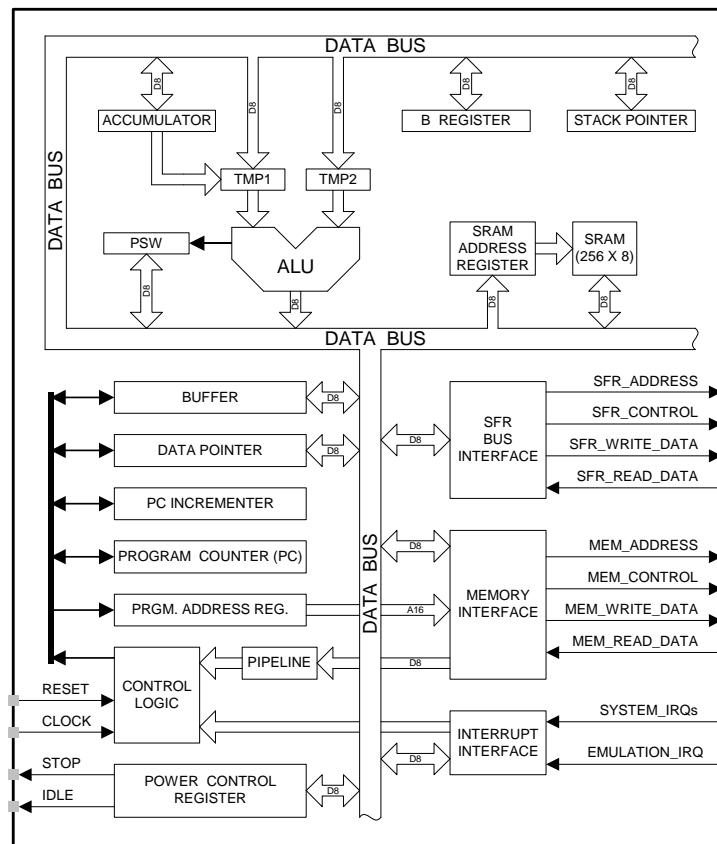 DATA BUS
D8
D8
D8
D8
D8
ACCUMULATOR
B REGISTER
STACK POINTER
DATA BUS
TMP1
TMP2
PSW
ALU
SRAM
ADDRESS
REGISTER
SRAM
(256 X 8)
D8
D8
D8
D8
DATA BUS
BUFFER
D8
DATA POINTER
D8
PC INCREMENTER
PROGRAM COUNTER (PC)
PRGM. ADDRESS REG.
A16
DATA BUS
D8
SFR
BUS
INTERFACE
SFR_ADDRESS
SFR_CONTROL
SFR_WRITE_DATA
SFR_READ_DATA
D8
MEMORY
INTERFACE
MEM_ADDRESS
MEM_CONTROL
MEM_WRITE_DATA
MEM_READ_DATA
CONTROL
LOGIC
PIPELINE
D8
RESET
CLOCK
INTERRUPT
INTERFACE
SYSTEM_IRQs
EMULATION_IRQ
D8
STOP
IDLE
POWER CONTROL
REGISTER
D8